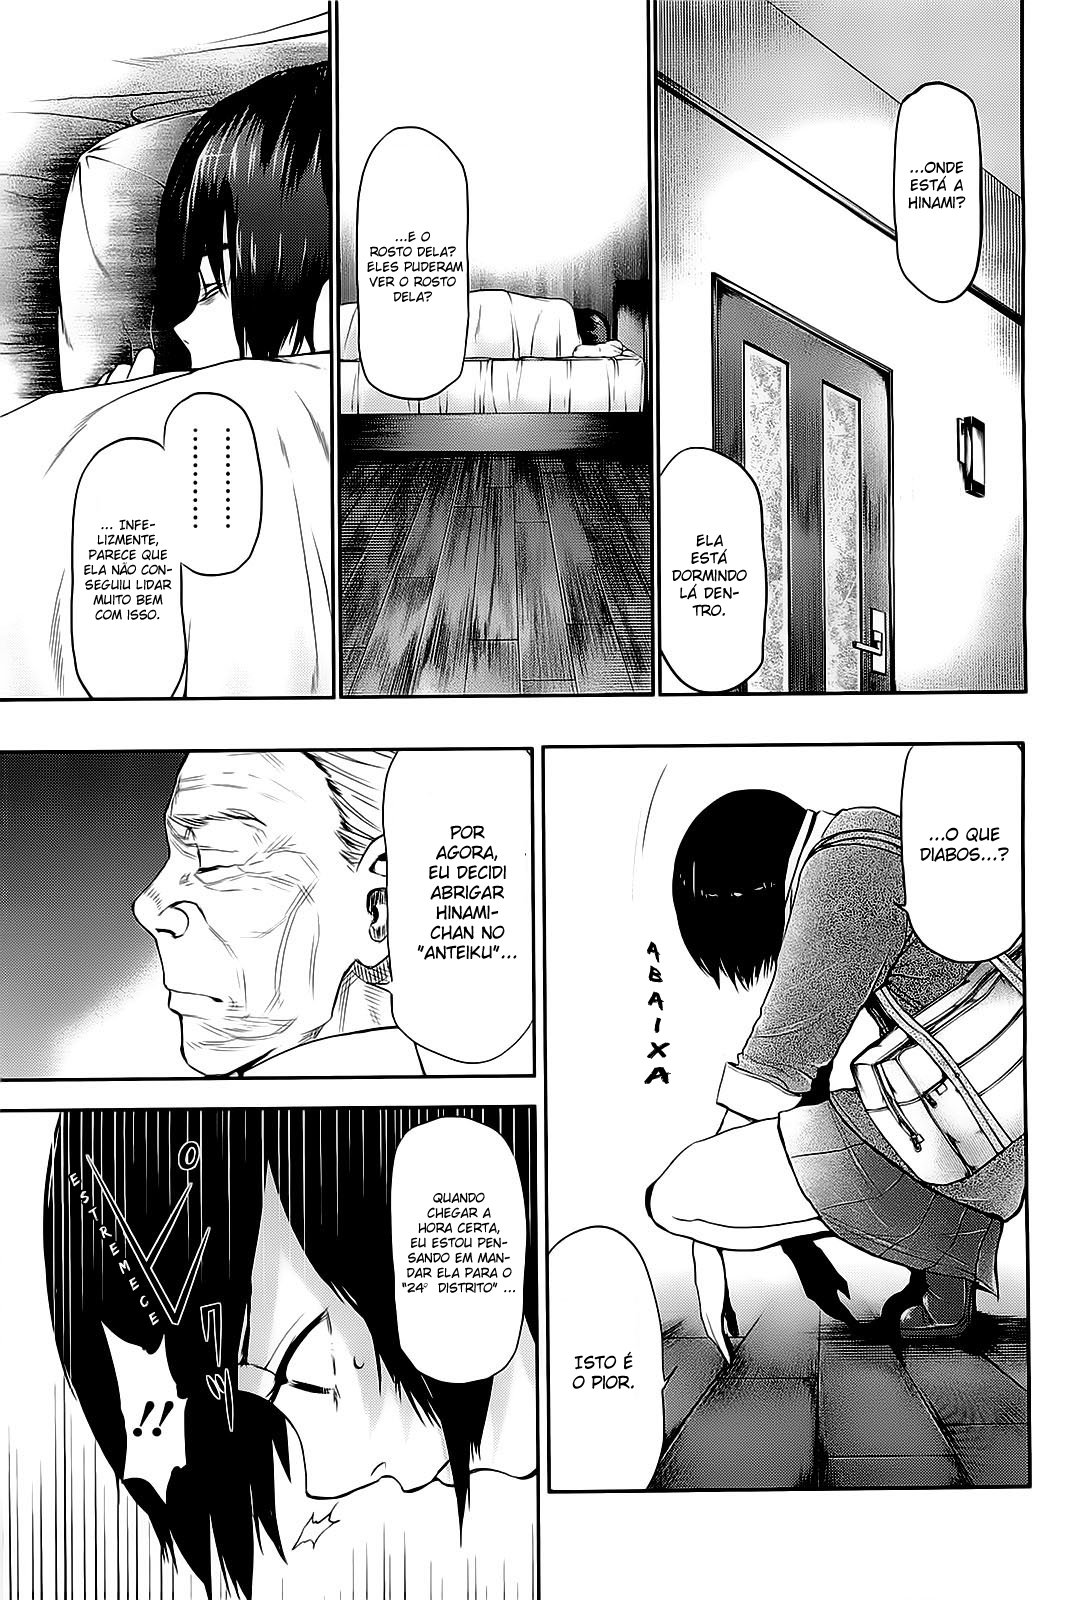 ...ONDE
ESTÁ A
HINAMI?
ELA
ESTÁ
DORMINDO
LÁ DEN-
TRO.
...E O
ROSTO DELA?
ELES PUDERAM
VER O ROSTO
DELA?
... INFE-
LIZMENTE,
PARECE QUE
ELA NÃO CON-
SEGUIU LIDAR
MUITO BEM
COM ISSO.
...O QUE
DIABOS...?
ABAIXA
ISTO É
O PIOR.
POR
AGORA,
EU DECIDI
ABRIGAR
HINAMI-
CHAN NO
"ANTEIKU"...
QUANDO
CHEGAR A
HORA CERTA,
EU ESTOU PEN-
SANDO EM MAN-
DAR ELA PARA O
"24° DISTRITO" ...
ESTREMECE
!!